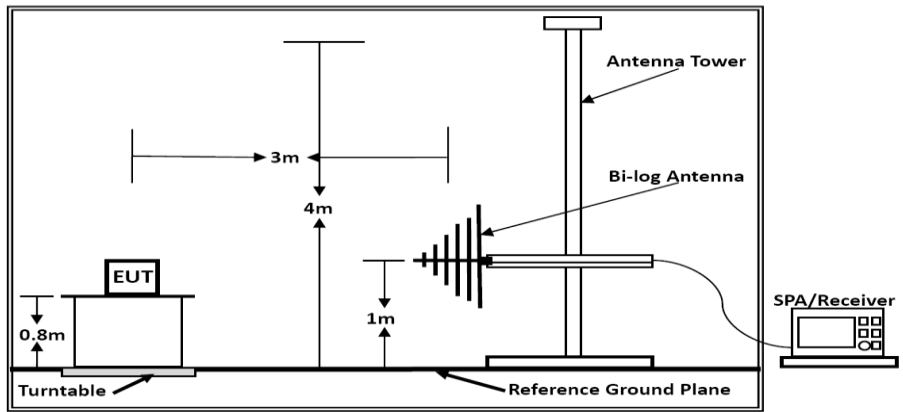 Antenna Tower
3m
Bi-log Antenna
4m
EUT
SPA/Receiver
1m
0.8m
Turntable
Reference Ground Plane